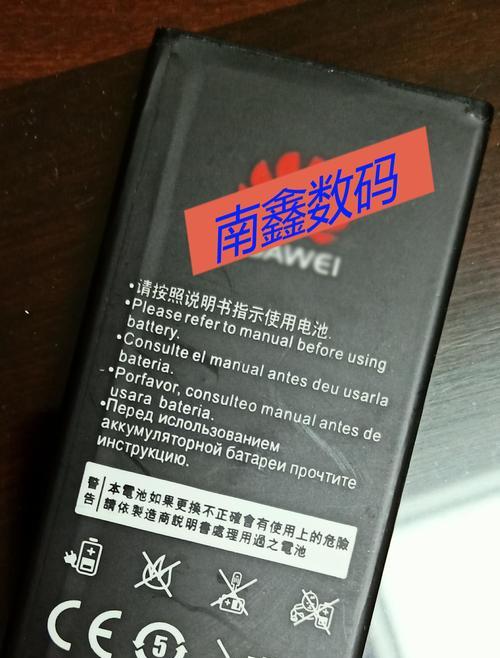 南鑫数码
AWEI
•请按照说明书指示使用电池.
•Please refer to manual before using
battery.
•Consulte el manual antes deu usarla
bateria.
•Porfavor, consulteo manual antes de
usara bateria.
•Перед использованием
аккумуляторной батареи прочтите
инструкцию.
警告
本電池如果更換不正確會有使用上的危險
請依製造商説明書處理用過之電池
CE
5